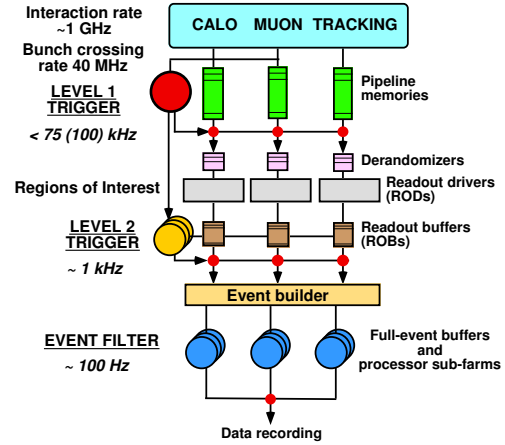 Interaction rate
~1 GHz
CALO MUON TRACKING
Bunch crossing
rate 40 MHz
LEVEL 1
TRIGGER
< 75 (100) kHz
Pipeline
memories
Derandomizers
Regions of Interest
Readout drivers
(RODs)
LEVEL 2
TRIGGER
~ 1 kHz
Readout buffers
(ROBs)
Event builder
EVENT FILTER
~ 100 Hz
Full-event buffers
and
processor sub-farms
Data recording